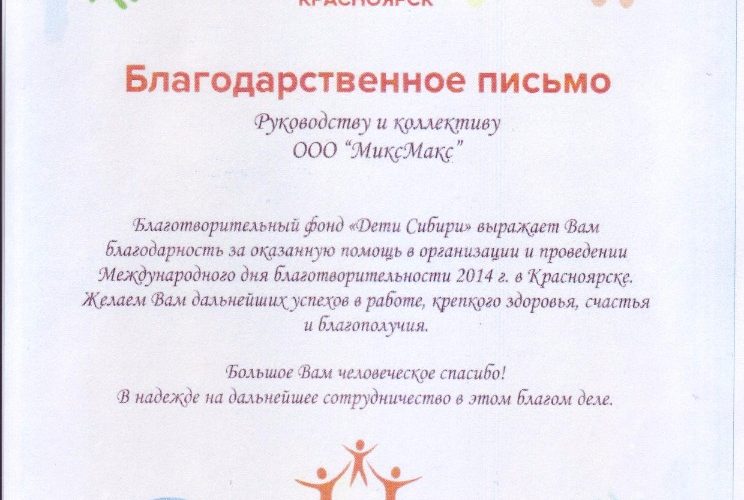 КРАСНОЯРСК
Благодарственное письмо
Руководству и коллективу
ООО “МиксМакс”
Благотворительный фонд «Дети Сибири» выражает Вам
благодарность за оказанную помощь в организации и проведении
Международного дня благотворительности 2014 г. в Красноярске.
Желаем Вам дальнейших успехов в работе, крепкого здоровья, счастья
и благополучия.
Большое Вам человеческое спасибо!
В надежде на дальнейшее сотрудничество в этом благом деле.